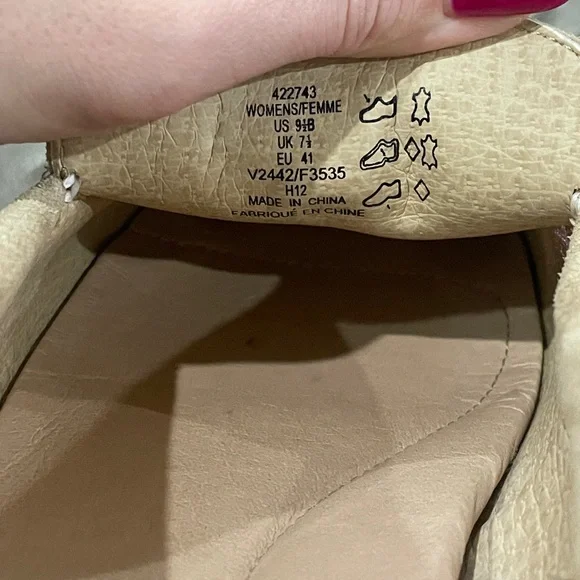 422743
WOMENS/FEMME
US 9½B
UK 7½
EU 41
V2442/F3535
H12
MADE IN CHINA
FABRIQUÉ EN CHINE